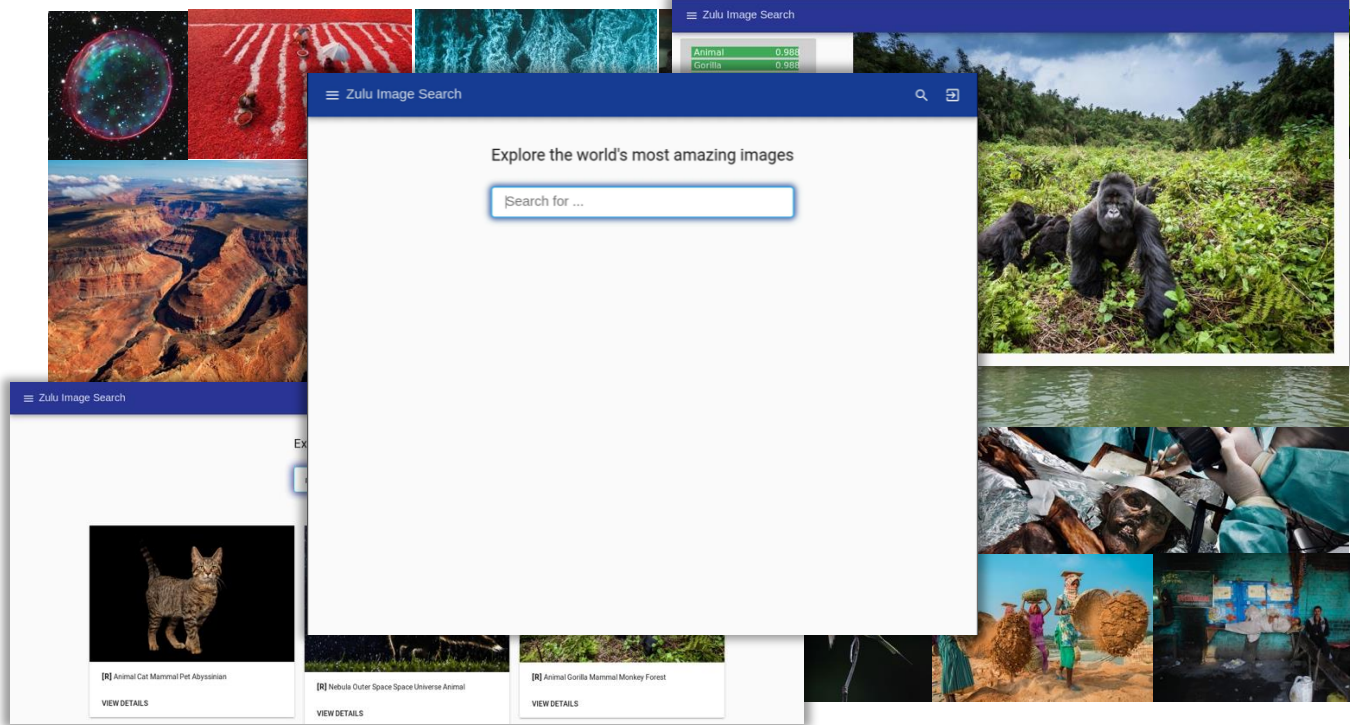 Zulu Image Search
Animal 0.988
Gorilla 0.988
Zulu Image Search
Explore the world's most amazing images
Search for ...
Zulu Image Search
Ex
[R] Animal Cat Mammal Pet Abyssinian
VIEW DETAILS
[R] Nebula Outer Space Space Universe Animal
VIEW DETAILS
[R] Animal Gorilla Mammal Monkey Forest
VIEW DETAILS